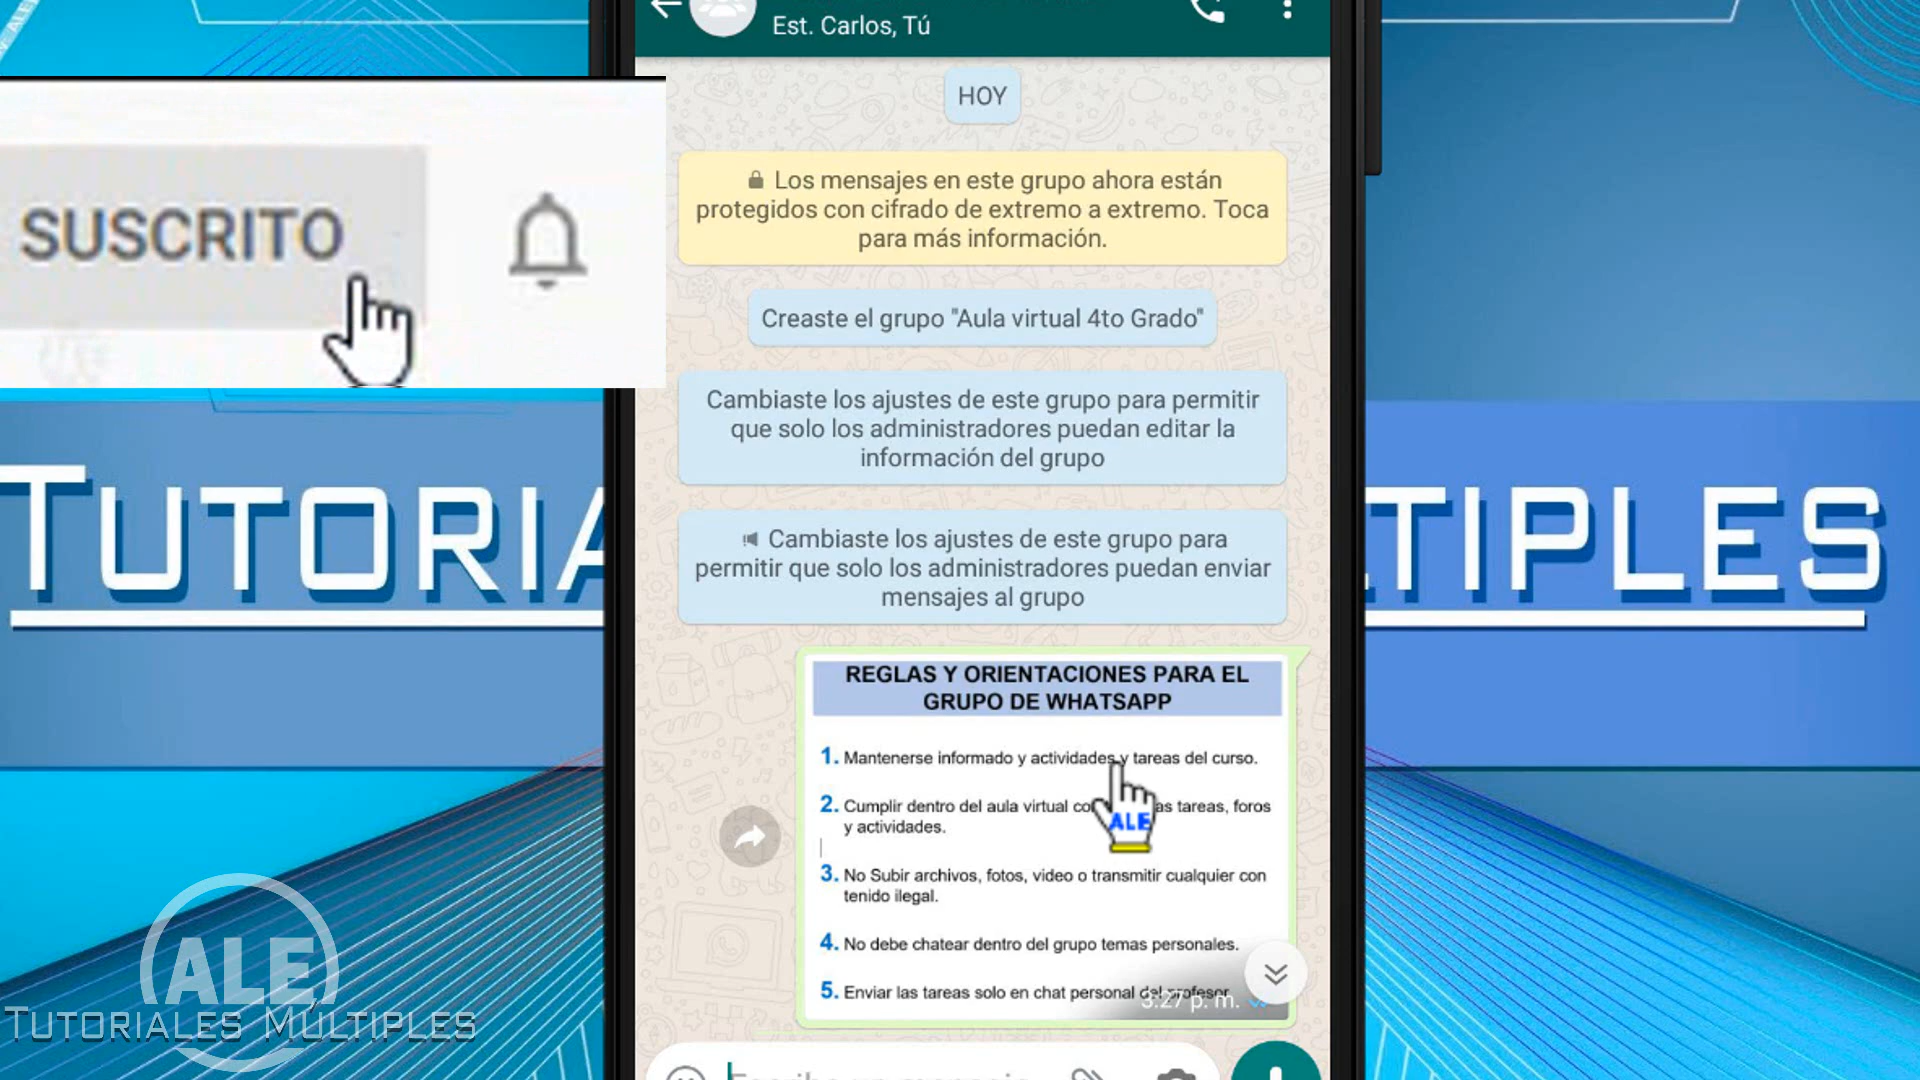 Est. Carlos, Tú
HOY
SUSCRITO
Los mensajes en este grupo ahora están
protegidos con cifrado de extremo a extremo. Toca
para más información.
Creaste el grupo "Aula virtual 4to Grado"
Cambiaste los ajustes de este grupo para permitir
que solo los administradores puedan editar la
información del grupo
Cambiaste los ajustes de este grupo para
permitir que solo los administradores puedan enviar
mensajes al grupo
TUTORIA
TIPLES
REGLAS Y ORIENTACIONES PARA EL
GRUPO DE WHATSAPP
1. Mantenerse informado y actividades y tareas del curso.
2. Cumplir dentro del aula virtual as tareas, foros
y actividades.
3. No Subir archivos, fotos, video o transmitir cualquier con
tenido ilegal.
4. No debe chatear dentro del grupo temas personales.
5. Enviar las tareas solo en chat personal del profesor
3:27 p. m.
ALE
ALE
TUTORIALES MÚLTIPLES